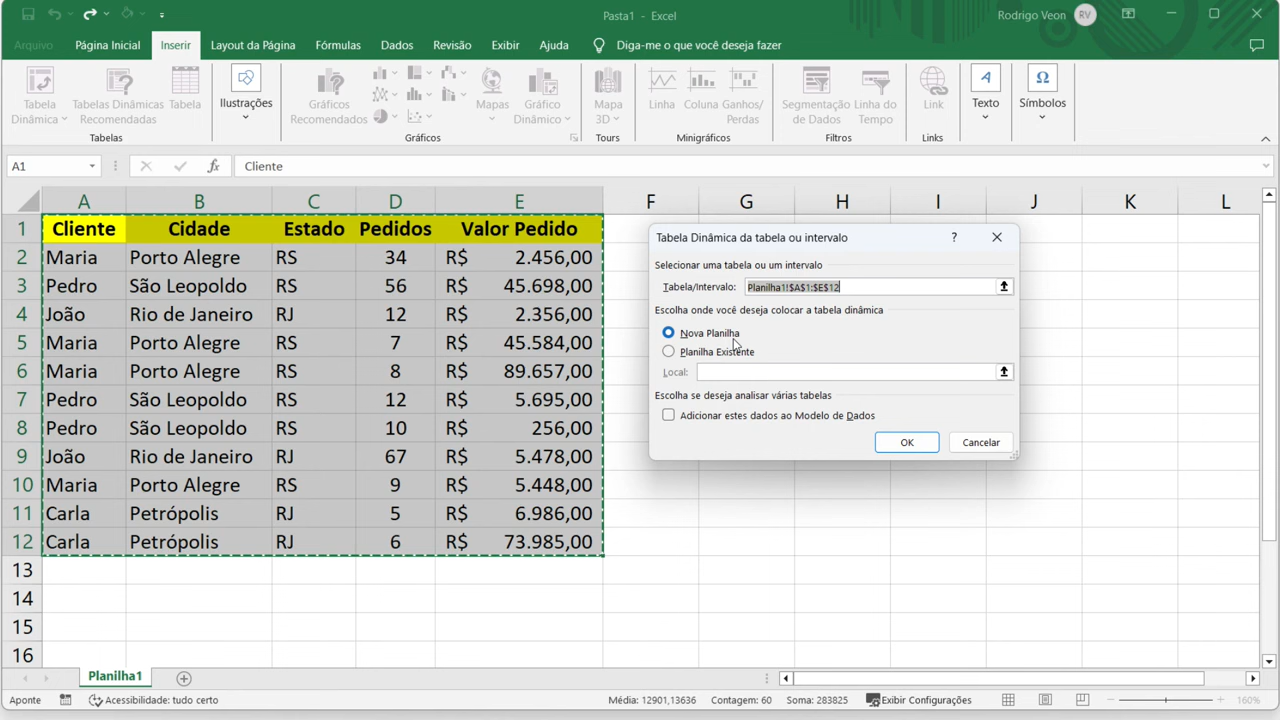 Pasta1 - Excel
Rodrigo Veon RV
Arquivo Página Inicial Inserir Layout da Página Fórmulas Dados Revisão Exibir Ajuda Diga-me o que você deseja fazer
Tabela Dinâmica
Tabelas Dinâmicas Recomendadas
Tabela
Ilustrações
Gráficos Recomendados
Mapas
Gráfico Dinâmico
Mapa 3D
Linha
Coluna
Ganhos/ Perdas
Segmentação de Dados
Linha do Tempo
Link
Texto
Símbolos
Tabelas Gráficos Tours Minigráficos Filtros Links
A1 fx Cliente
A B C D E F G H I J K L
1 Cliente Cidade Estado Pedidos Valor Pedido
2 Maria Porto Alegre RS 34 R$ 2.456,00
3 Pedro São Leopoldo RS 56 R$ 45.698,00
4 João Rio de Janeiro RJ 12 R$ 2.356,00
5 Maria Porto Alegre RS 7 R$ 45.584,00
6 Maria Porto Alegre RS 8 R$ 89.657,00
7 Pedro São Leopoldo RS 12 R$ 5.695,00
8 Pedro São Leopoldo RS 10 R$ 256,00
9 João Rio de Janeiro RJ 67 R$ 5.478,00
10 Maria Porto Alegre RS 9 R$ 5.448,00
11 Carla Petrópolis RJ 5 R$ 6.986,00
12 Carla Petrópolis RJ 6 R$ 73.985,00
13
14
15
16
Tabela Dinâmica da tabela ou intervalo ?
Selecionar uma tabela ou um intervalo
Tabela/Intervalo: Planilha1!$A$1:$E$12
Escolha onde você deseja colocar a tabela dinâmica
Nova Planilha
Planilha Existente
Local:
Escolha se deseja analisar várias tabelas
Adicionar estes dados ao Modelo de Dados
OK Cancelar
Planilha1
Aponte Acessibilidade: tudo certo Média: 12901,13636 Contagem: 60 Soma: 283825 Exibir Configurações 160%